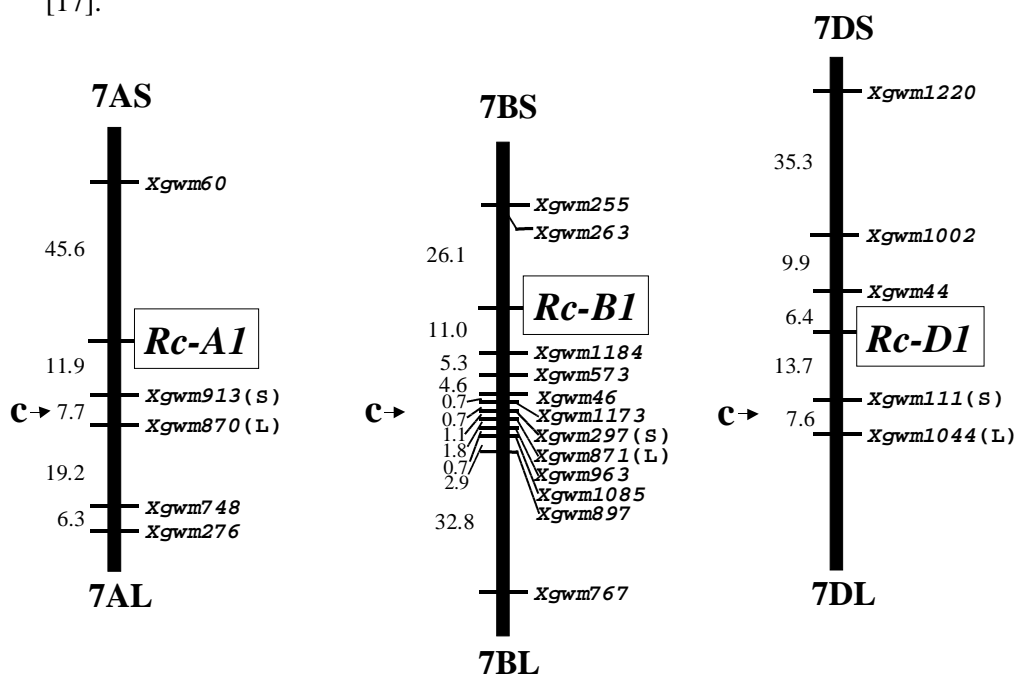 [17].
7AS
Xgwm60
45.6
Rc-A1
11.9
Xgwm913(S)
c
7.7
Xgwm870(L)
19.2
Xgwm748
6.3
Xgwm276
7AL
7BS
Xgwm255
Xgwm263
26.1
Rc-B1
11.0
Xgwm1184
5.3
Xgwm573
4.6
Xgwm46
0.7
Xgwm1173
c
0.7
Xgwm297(S)
1.1
Xgwm871(L)
1.8
Xgwm963
0.7
Xgwm1085
2.9
Xgwm897
32.8
Xgwm767
7BL
7DS
Xgwm1220
35.3
Xgwm1002
9.9
Xgwm44
6.4
Rc-D1
13.7
Xgwm111(S)
c
7.6
Xgwm1044(L)
7DL